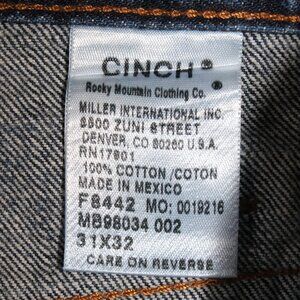 CINCH®
Rocky Mountain Clothing Co. ®
MILLER INTERNATIONAL INC.
8500 ZUNI STREET
DENVER, CO 80260 U.S.A.
RN17601
100% COTTON /COTON
MADE IN MEXICO
F8442 MO: 0019216
MB98034 002
31X32
CARE ON REVERSE